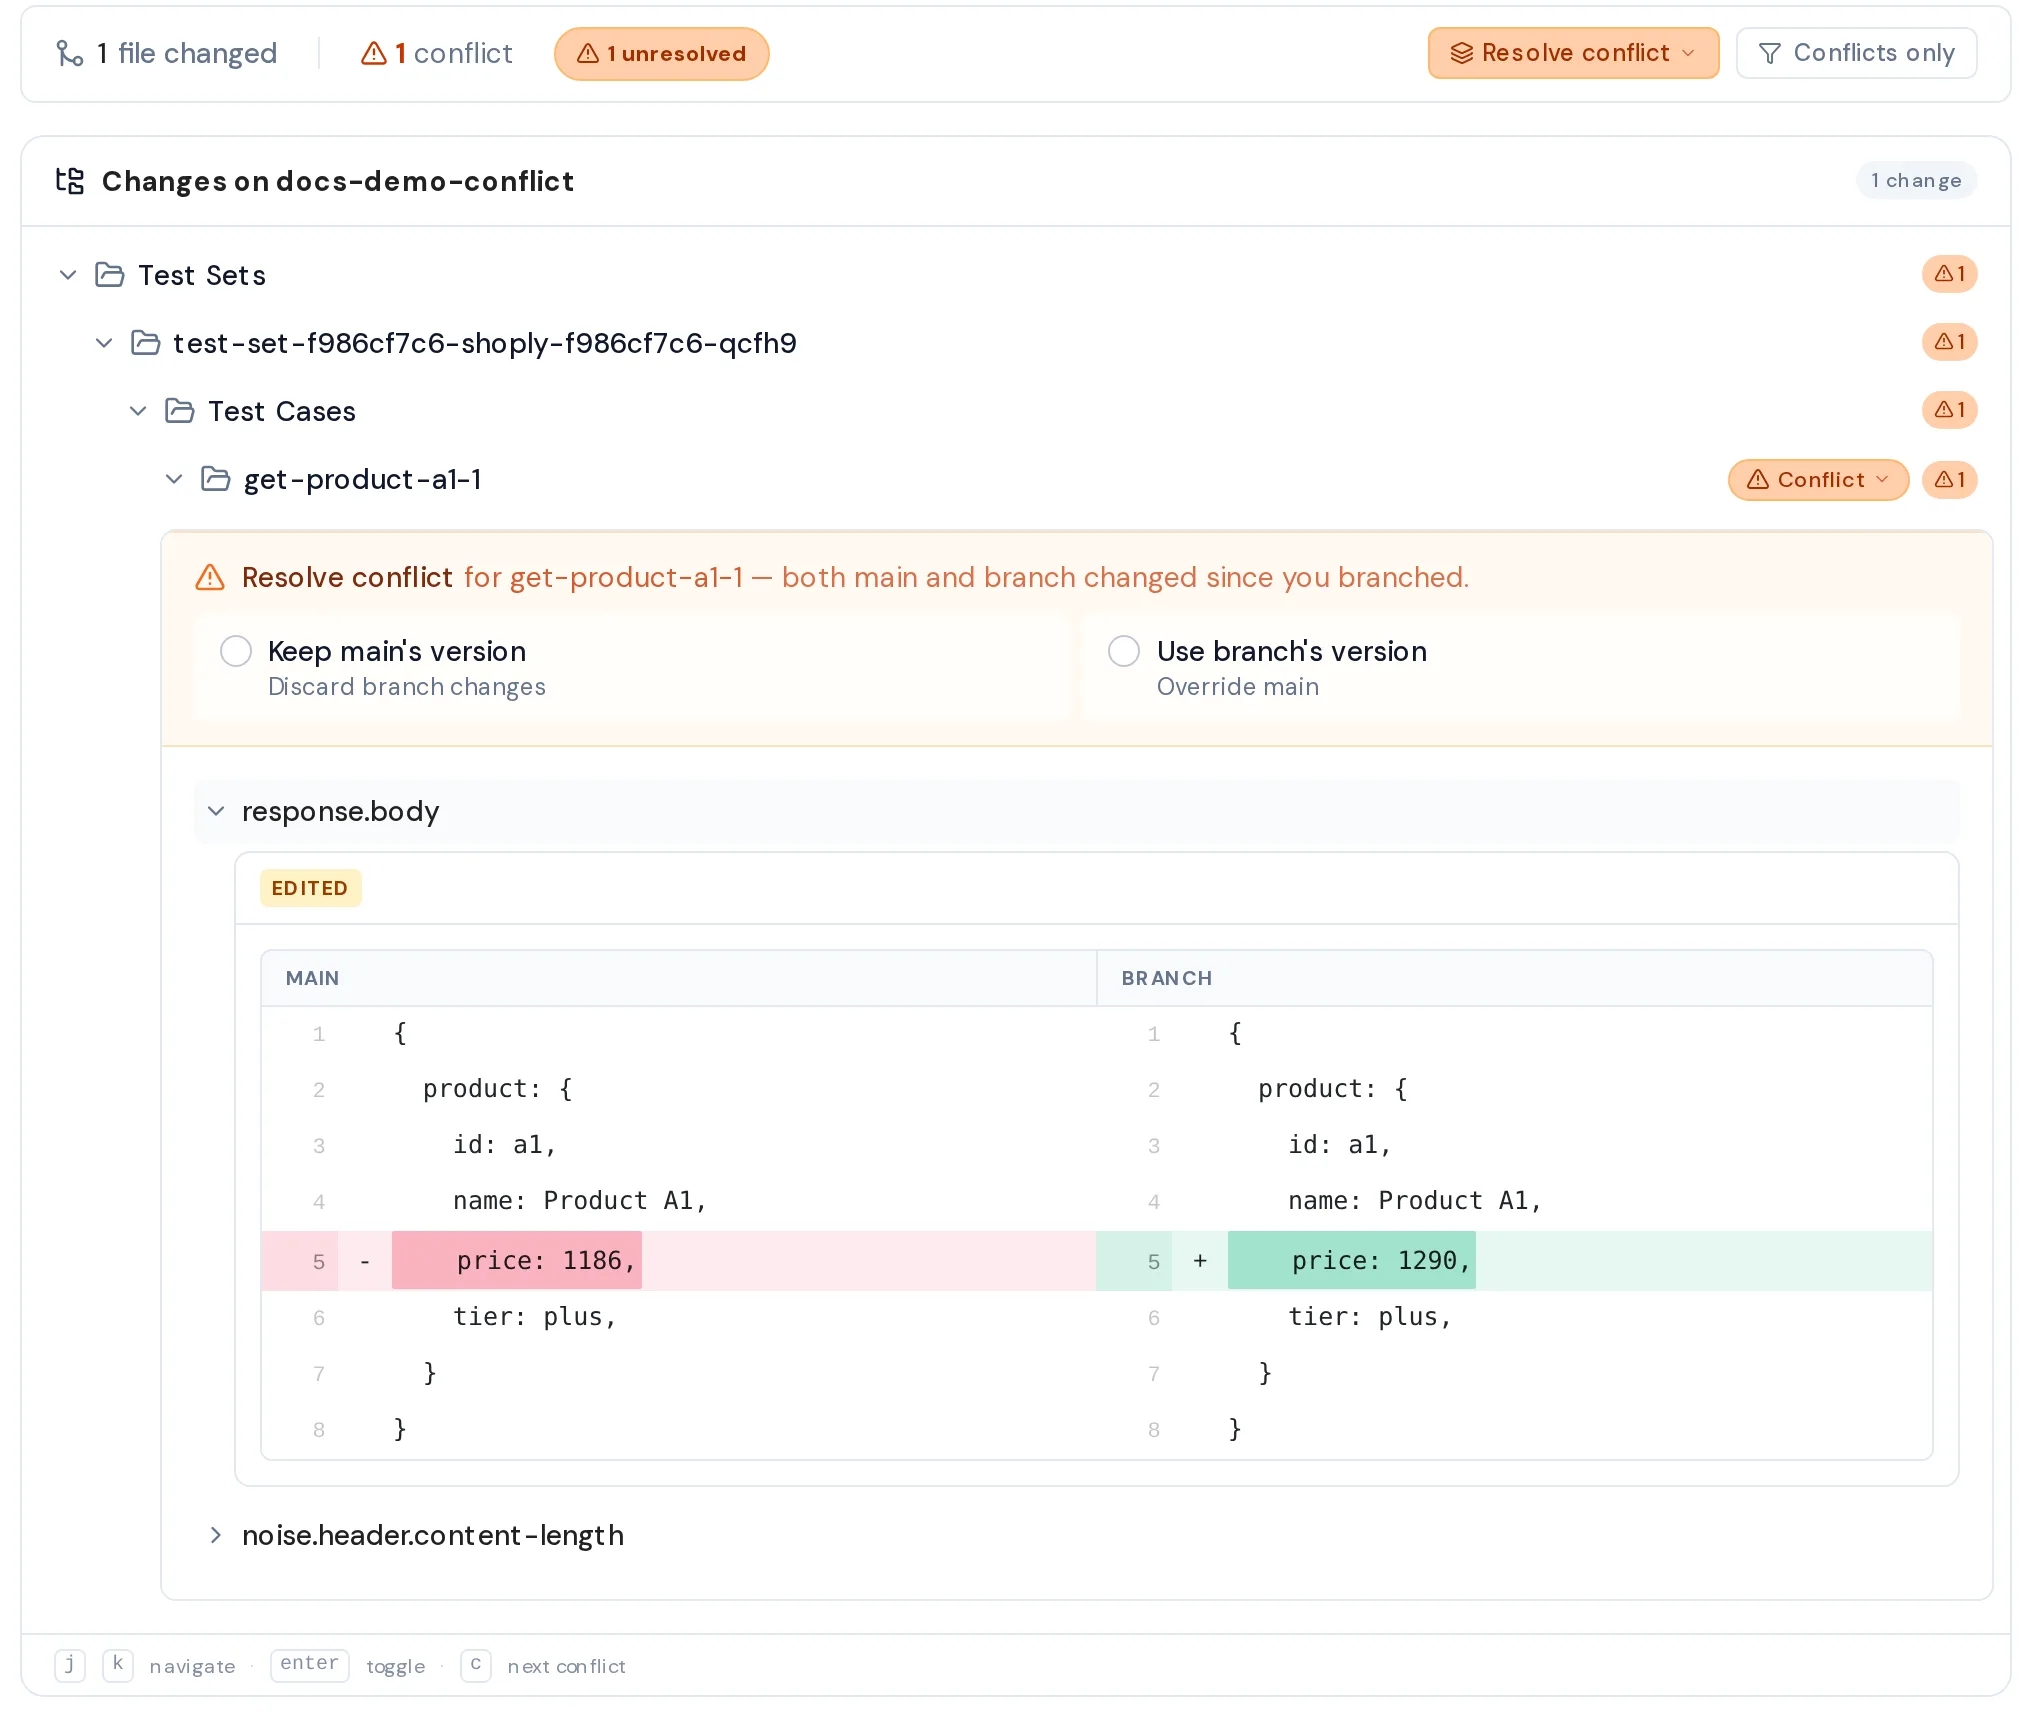 1 file changed 1 conflict 1 unresolved Resolve conflict Conflicts only
Changes on docs-demo-conflict 1 change
Test Sets 1
test-set-f986cf7c6-shoply-f986cf7c6-qcfh9 1
Test Cases 1
get-product-a1-1 Conflict 1
Resolve conflict for get-product-a1-1 — both main and branch changed since you branched.
Keep main's version
Discard branch changes
Use branch's version
Override main
response.body
EDITED
MAIN BRANCH
1 { 1 {
2 product: { 2 product: {
3 id: a1, 3 id: a1,
4 name: Product A1, 4 name: Product A1,
5 - price: 1186, 5 + price: 1290,
6 tier: plus, 6 tier: plus,
7 } 7 }
8 } 8 }
noise.header.content-length
j k navigate · enter toggle · c next conflict